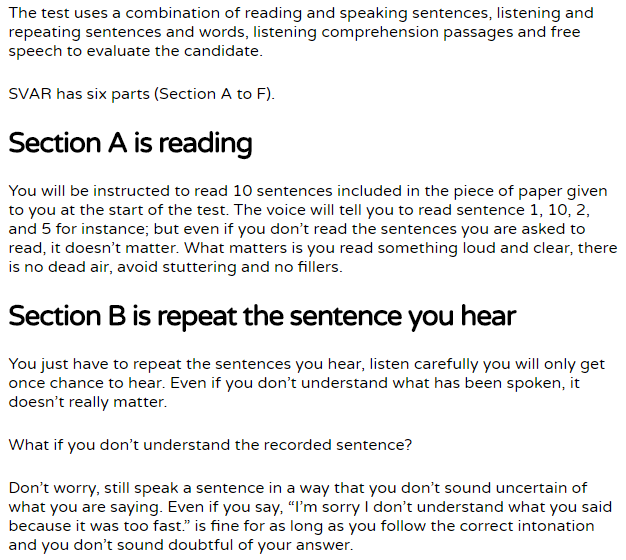 The test uses a combination of reading and speaking sentences, listening and
repeating sentences and words, listening comprehension passages and free
speech to evaluate the candidate.
SVAR has six parts (Section A to F).
Section A is reading
You will be instructed to read 10 sentences included in the piece of paper given
to you at the start of the test. The voice will tell you to read sentence 1, 10, 2,
and 5 for instance; but even if you don’t read the sentences you are asked to
read, it doesn’t matter. What matters is you read something loud and clear, there
is no dead air, avoid stuttering and no fillers.
Section B is repeat the sentence you hear
You just have to repeat the sentences you hear, listen carefully you will only get
once chance to hear. Even if you don’t understand what has been spoken, it
doesn’t really matter.
What if you don’t understand the recorded sentence?
Don’t worry, still speak a sentence in a way that you don’t sound uncertain of
what you are saying. Even if you say, “I’m sorry I don’t understand what you said
because it was too fast.” is fine for as long as you follow the correct intonation
and you don’t sound doubtful of your answer.